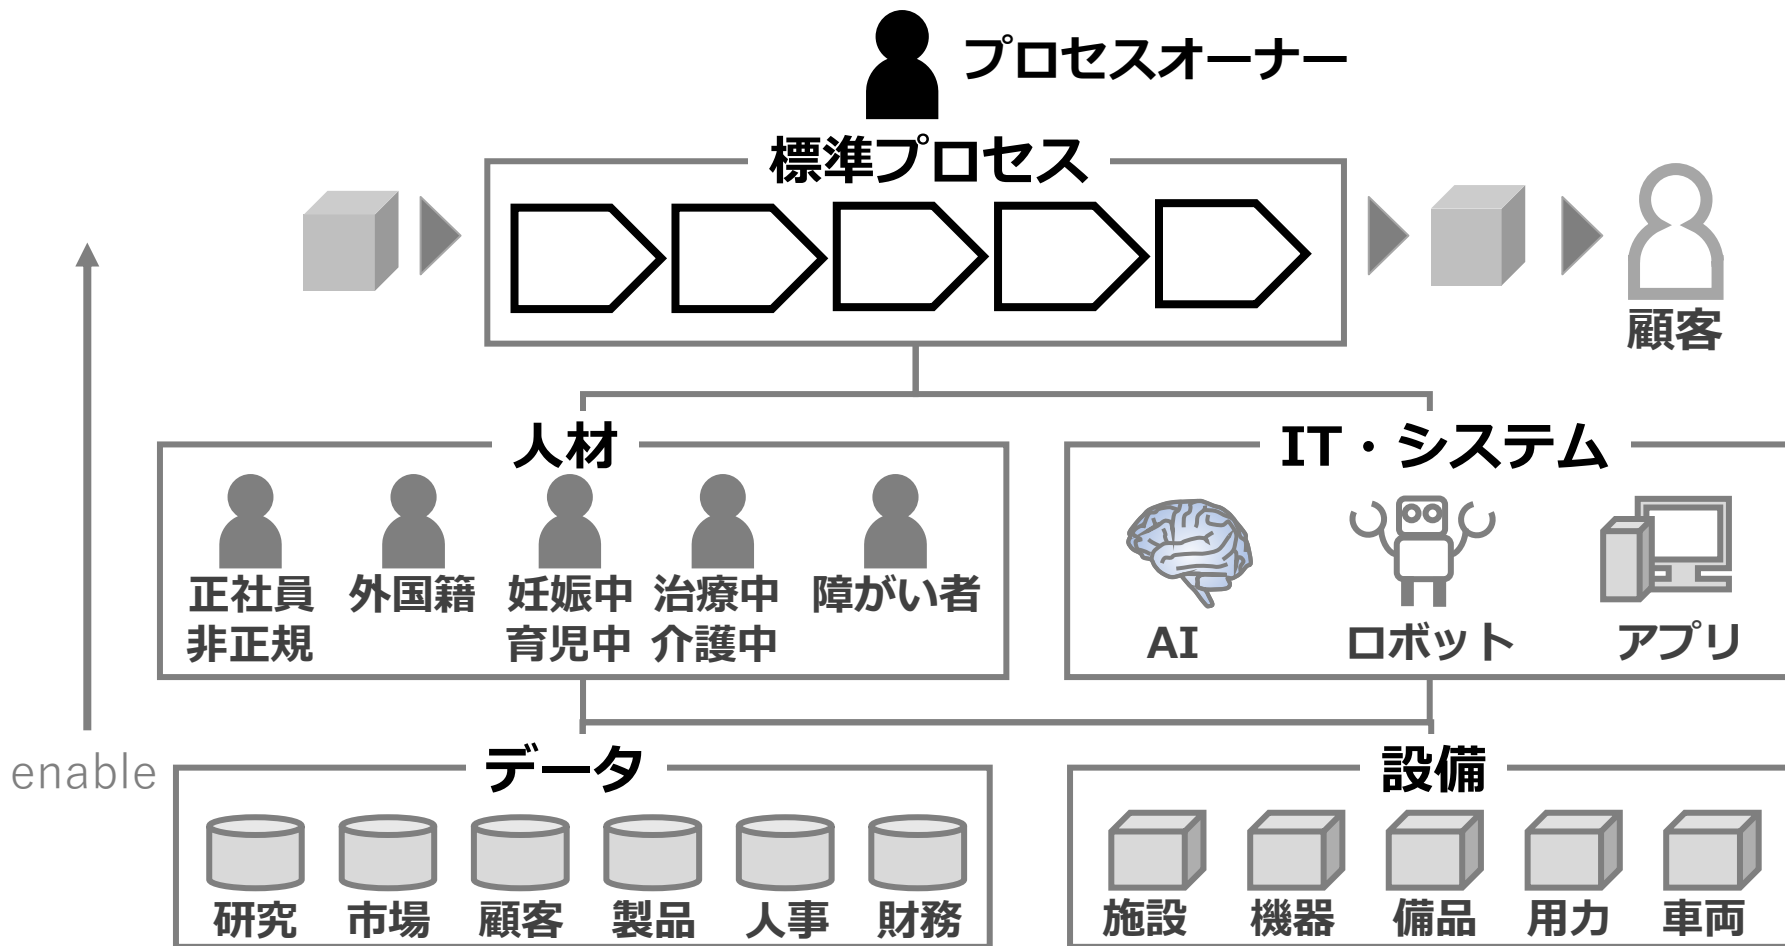 プロセスオーナー
標準プロセス
顧客
人材
IT・システム
正社員
非正規
外国籍
妊娠中
育児中
治療中
介護中
障がい者
AI
ロボット
アプリ
enable
データ
設備
研究
市場
顧客
製品
人事
財務
施設
機器
備品
用力
車両